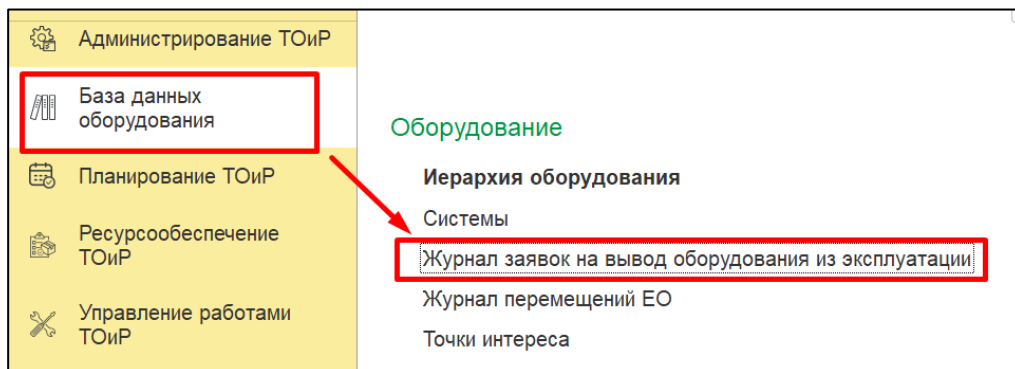 Администрирование ТОиР
База данных
оборудования
Планирование ТОиР
Ресурсообеспечение
ТОиР
Управление работами
ТОиР
Оборудование
Иерархия оборудования
Системы
Журнал заявок на вывод оборудования из эксплуатации
Журнал перемещений ЕО
Точки интереса